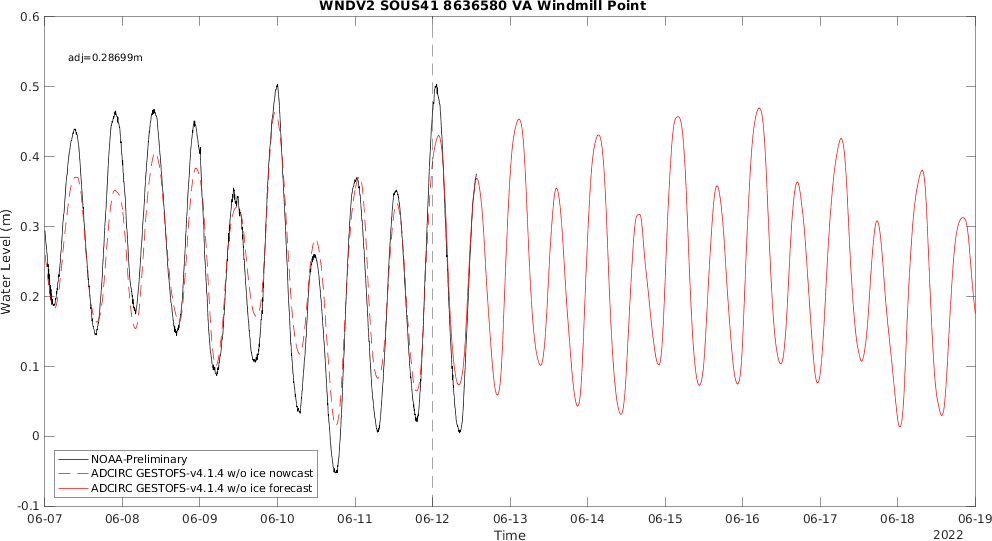 WNDV2 SOUS41 8636580 VA Windmill Point
0.6
adj=0.28699m
0.5
0.4
0.3
0.2
0.1
0
-0.1
Water Level (m)
NOAA-Preliminary
ADCIRC GESTOFS-v4.1.4 w/o ice nowcast
ADCIRC GESTOFS-v4.1.4 w/o ice forecast
06-07 06-08 06-09 06-10 06-11 06-12 06-13 06-14 06-15 06-16 06-17 06-18 06-19
Time
2022